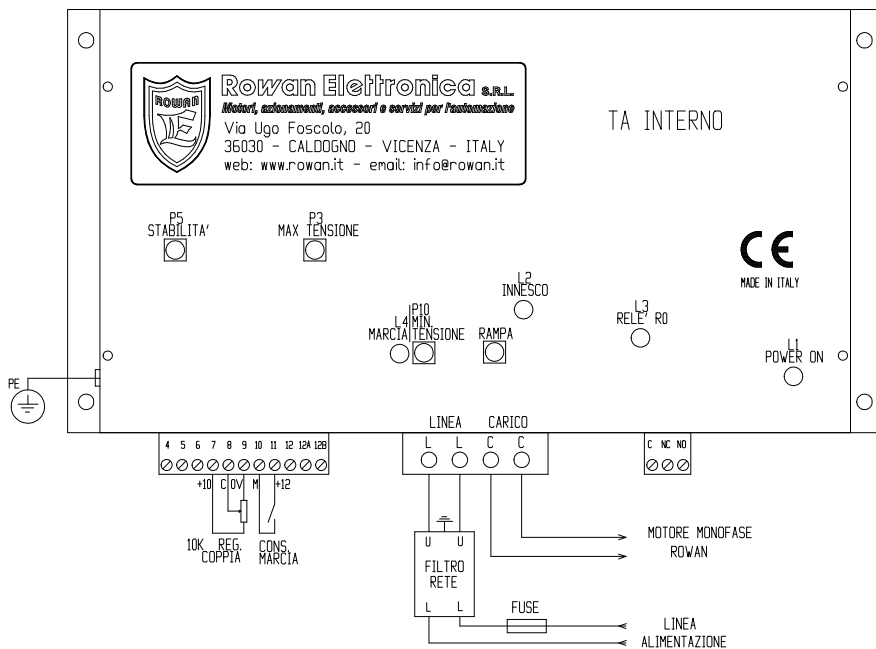 ROWAN
Rowan Elettronica S.R.L.
Motori, azionamenti, accessori e servizi per l'automazione
Via Ugo Foscolo, 20
36030 - CALDOGNO - VICENZA - ITALY
web: www.rowan.it - email: info@rowan.it
TA INTERNO
P5
STABILITA'
P3
MAX TENSIONE
CE
MADE IN ITALY
L2
INNESCO
L4
MARCIA
P10
MIN.
TENSIONE
RAMPA
L3
RELE' RO
L1
POWER ON
PE
LINEA CARICO
4 5 6 7 8 9 10 11 12 12A 12B
L L C C
C NC NO
+10 C 0V M +12
10K REG. COPPIA
CONS. MARCIA
U U
FILTRO
RETE
L L
FUSE
MOTORE MONOFASE
ROWAN
LINEA
ALIMENTAZIONE